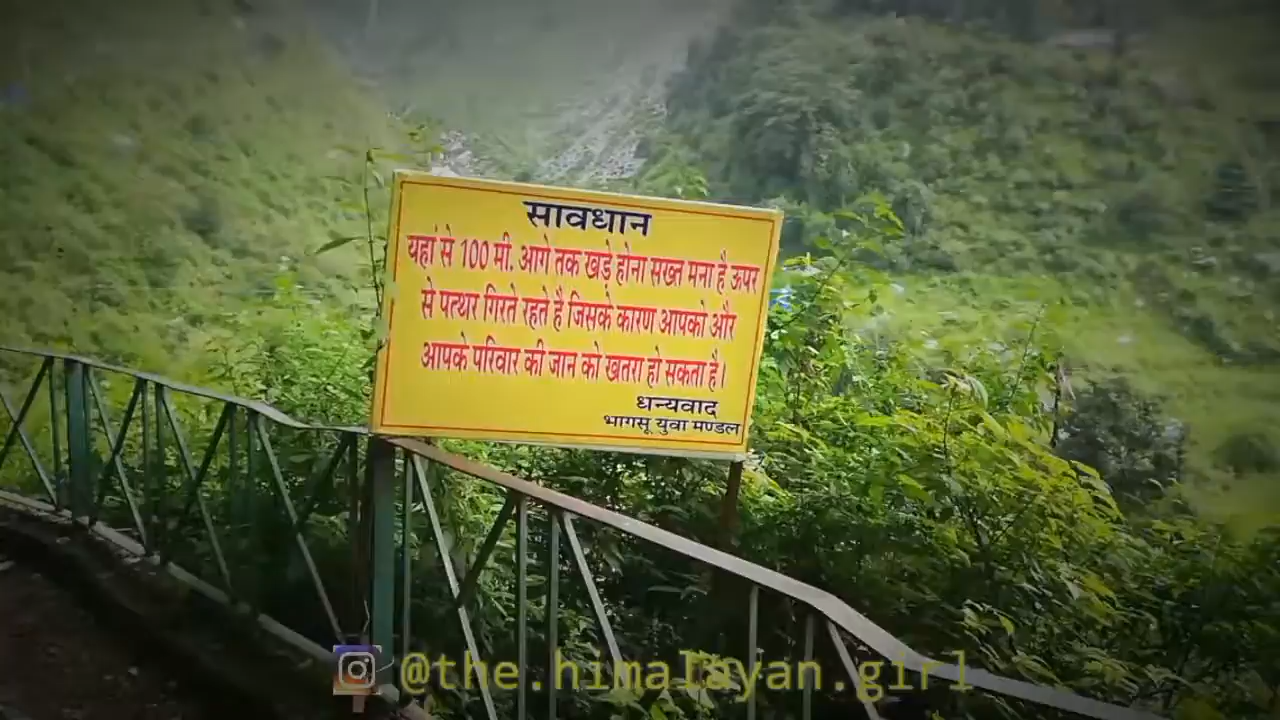 सावधान
यहां से 100 मी. आगे तक खड़े होना सख्त मना है ऊपर
से पत्थर गिरते रहते है जिसके कारण आपको और
आपके परिवार की जान को खतरा हो सकता है।
धन्यवाद
भागसू युवा मण्डल
@the.himalayan.girl